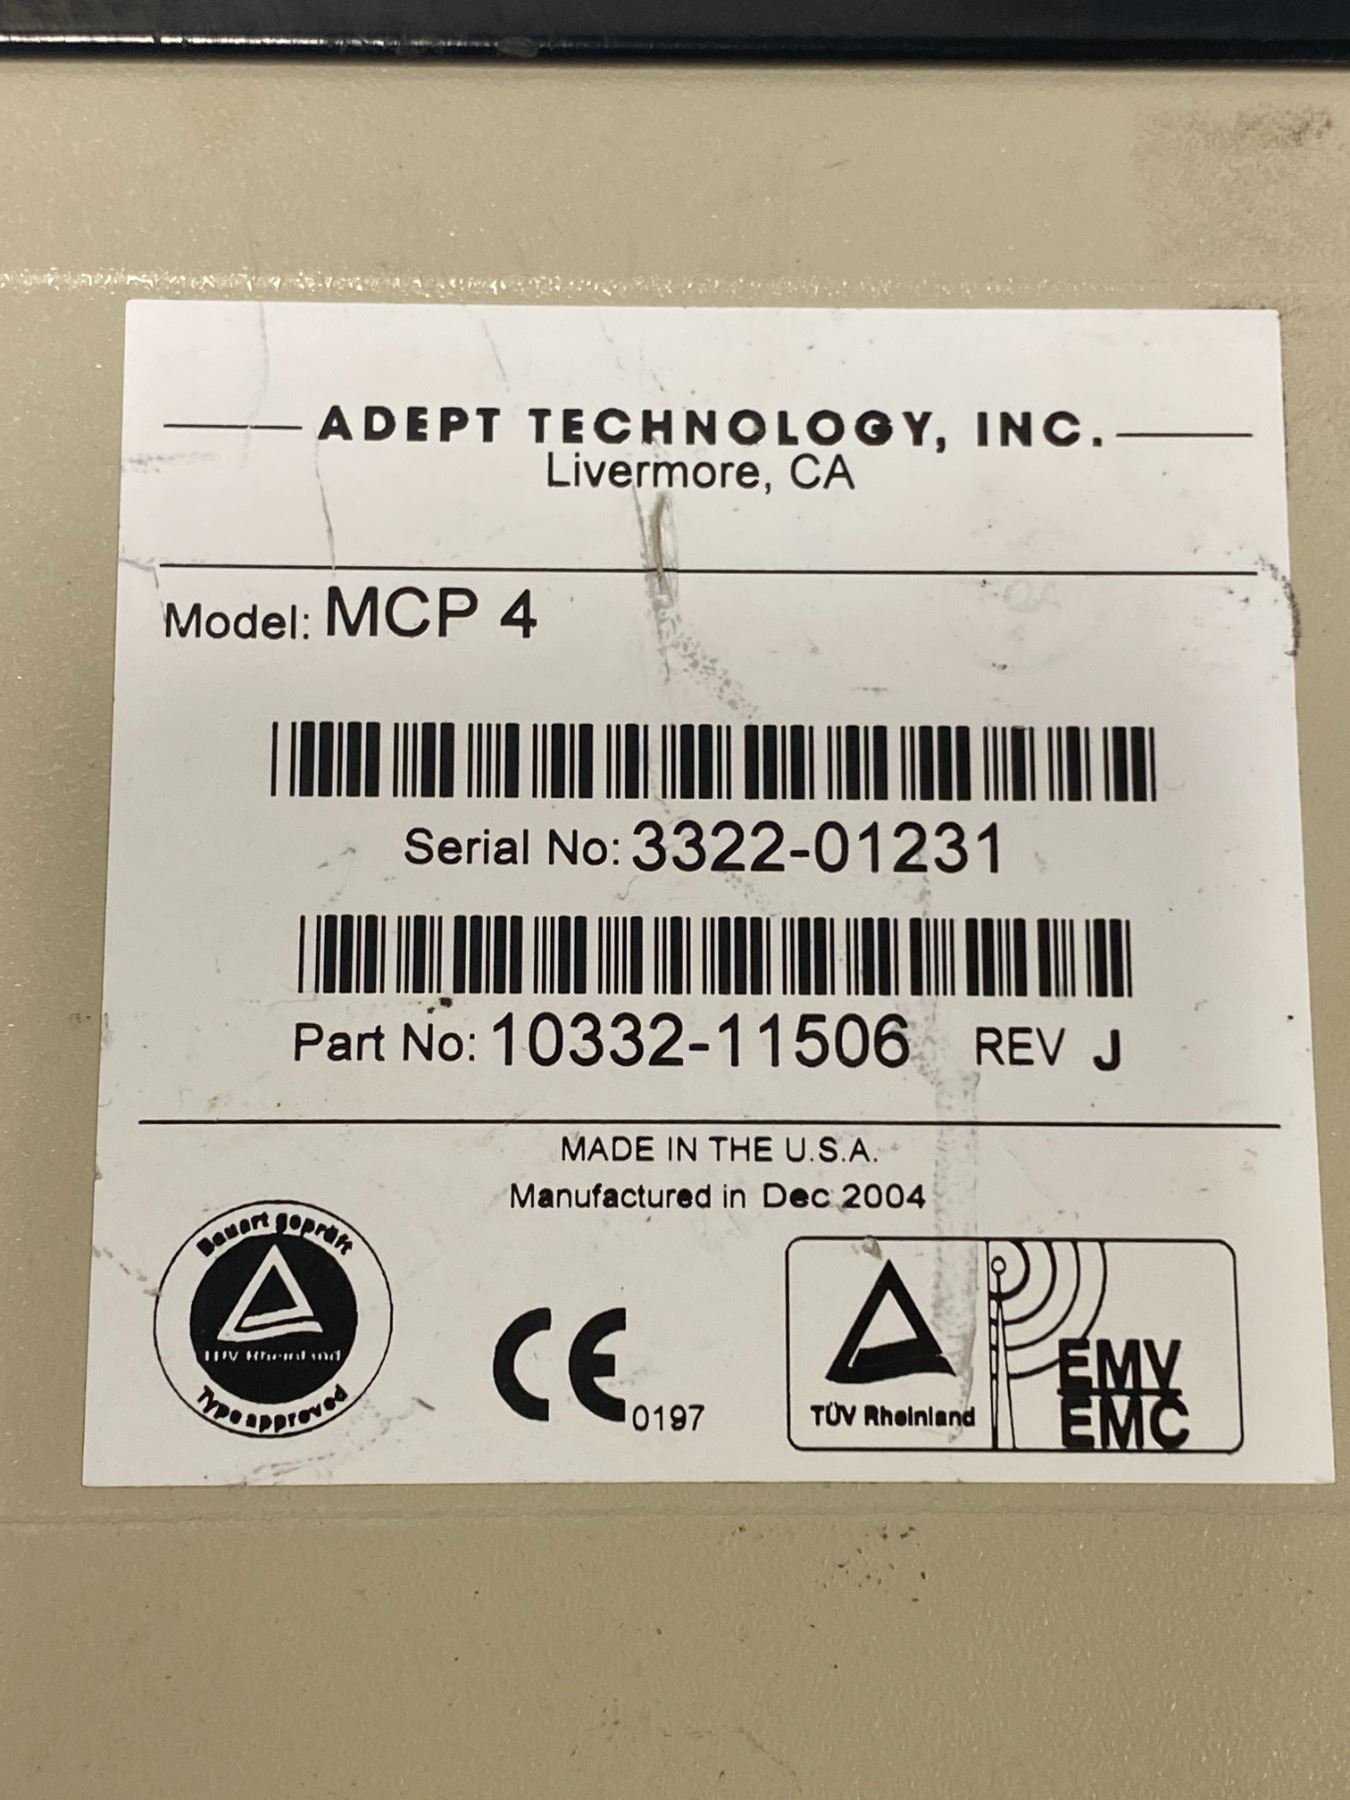 ADEPT TECHNOLOGY, INC.
Livermore, CA
Model: MCP 4
Serial No: 3322-01231
Part No: 10332-11506 REV J
MADE IN THE U.S.A.
Manufactured in Dec 2004
Bauart geprüft
TÜV Rheinland
Type approved
CE 0197
TÜV Rheinland
EMV
EMC